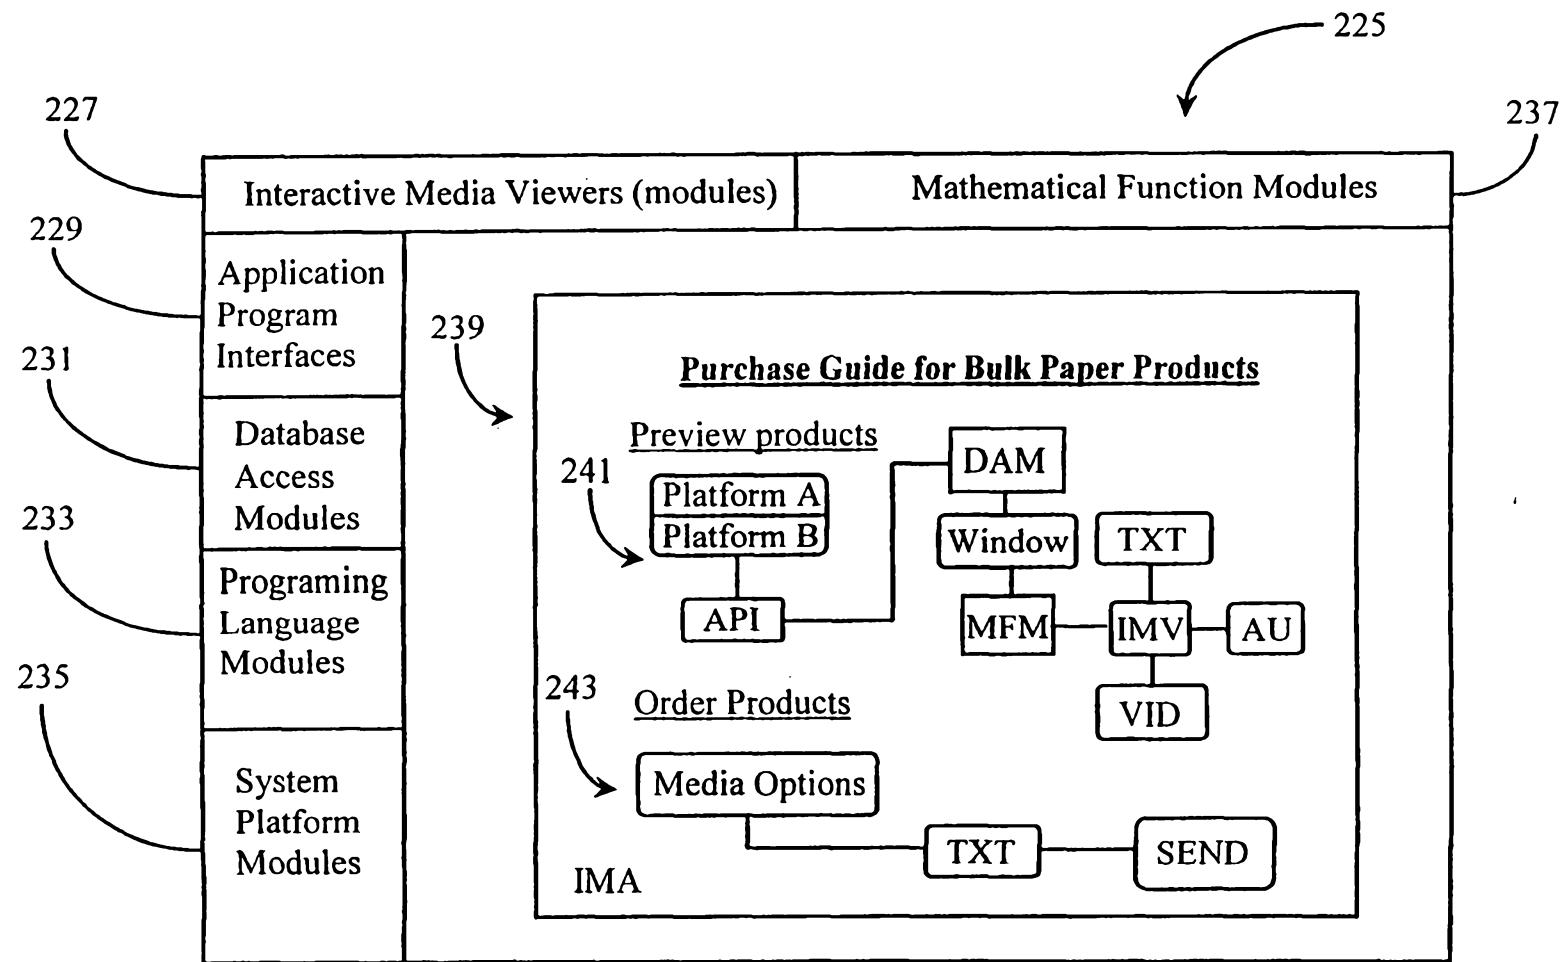 225
227
237
Interactive Media Viewers (modules)
Mathematical Function Modules
229
Application
Program
Interfaces
239
231
Purchase Guide for Bulk Paper Products
Database
Access
Modules
Preview products
DAM
241
Platform A
Platform B
Window
TXT
233
Programing
Language
Modules
API
MFM
IMV
AU
235
243
Order Products
VID
System
Platform
Modules
Media Options
TXT
SEND
IMA